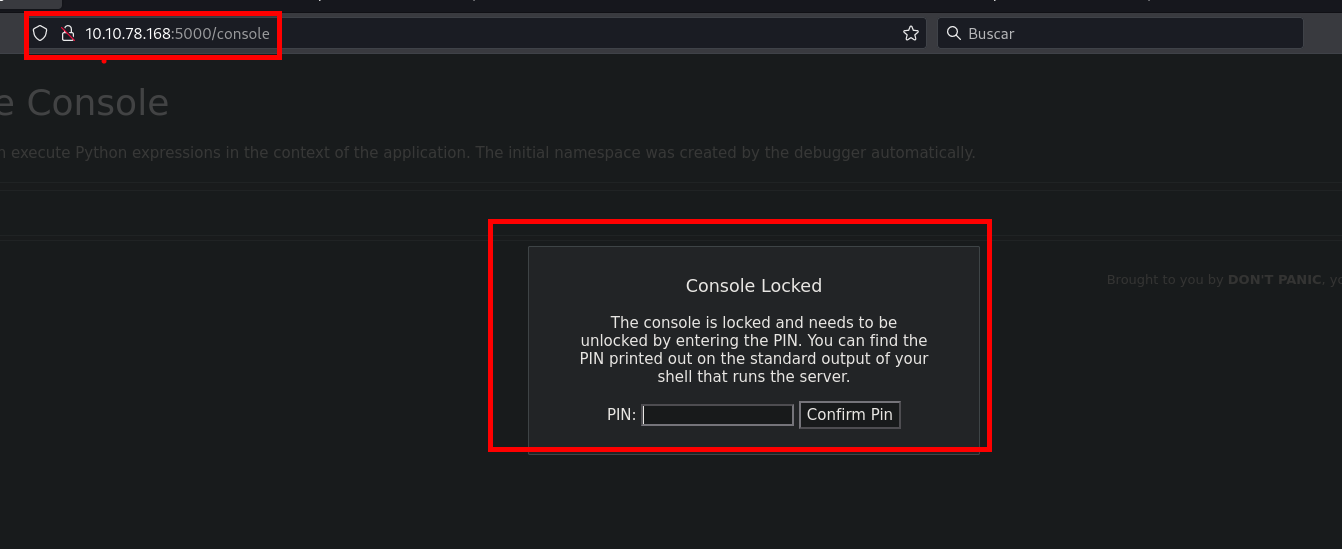 10.10.78.168:5000/console
Buscar
e Console
n execute Python expressions in the context of the application. The initial namespace was created by the debugger automatically.
Console Locked
The console is locked and needs to be
unlocked by entering the PIN. You can find the
PIN printed out on the standard output of your
shell that runs the server.
PIN: Confirm Pin
Brought to you by DON'T PANIC, yo